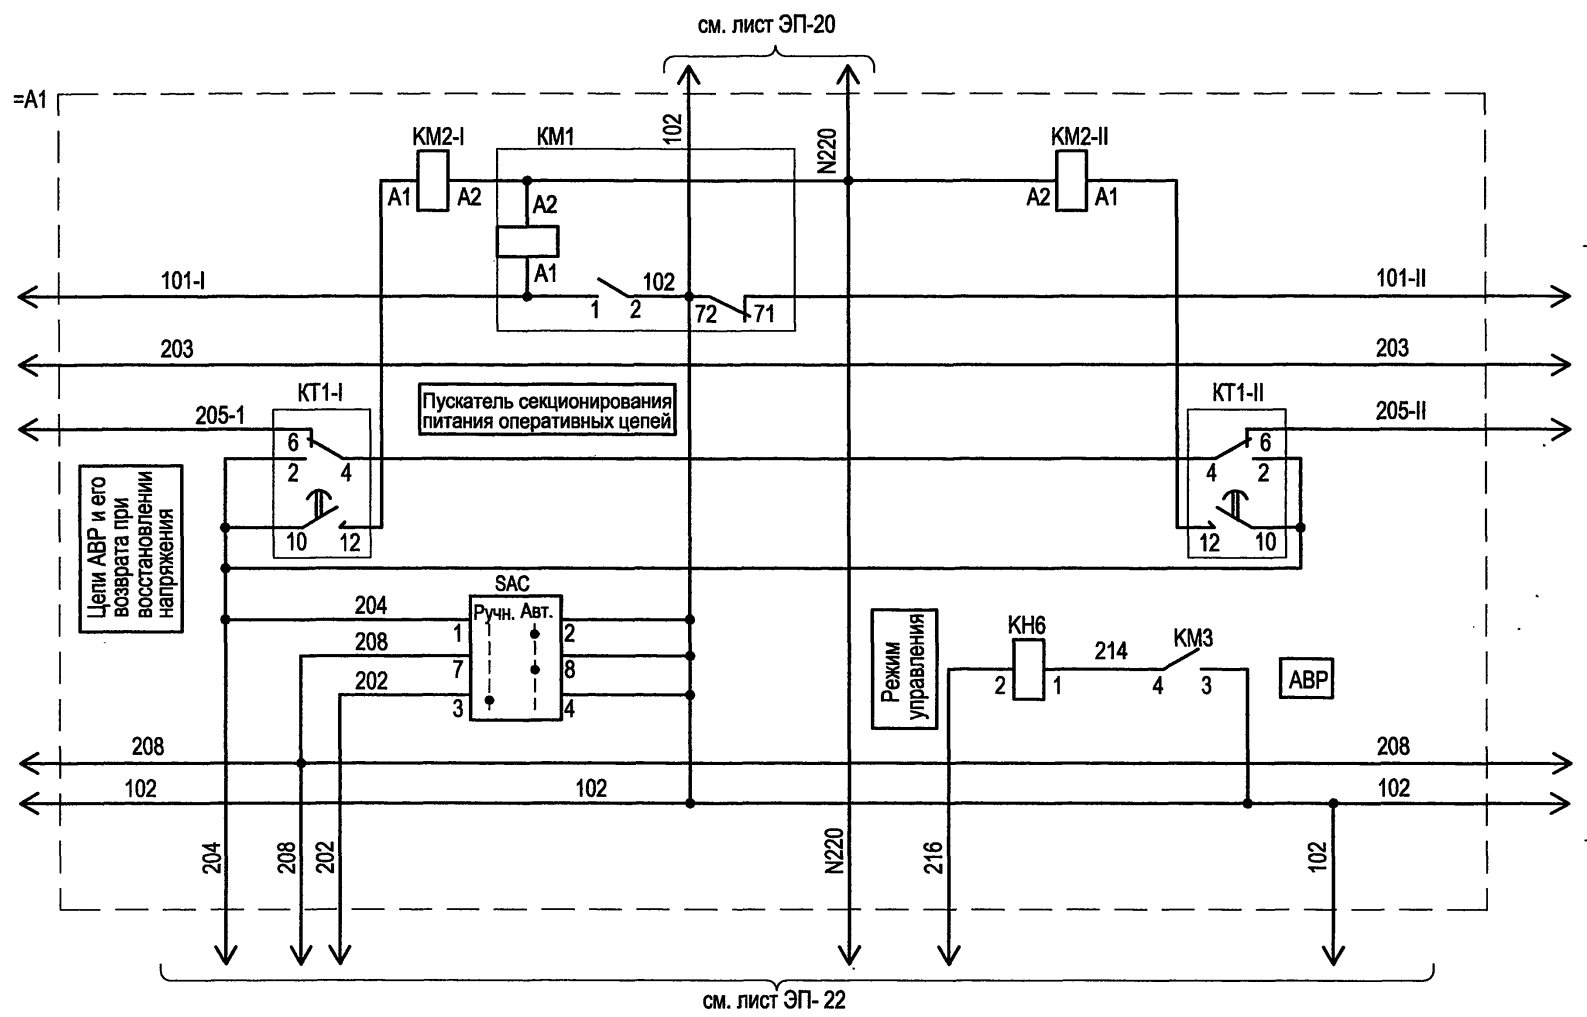 см. лист ЭП-20
=А1
КМ2-I
КМ1
102
N220
КМ2-II
А1
А2
А2
А2
А1
А1
101-I
1
2
102
72
71
101-II
203
203
КТ1-I
Пускатель секционирования
питания оперативных цепей
КТ1-II
205-1
205-II
6
2
4
4
6
2
10
12
12
10
Цепи АВР и его
возврата при
восстановлении
напряжения
SAC
Ручн. Авт.
204
1
2
208
7
8
202
3
4
Режим
управления
КН6
2
1
214
КМ3
4
3
АВР
208
208
102
102
102
204
208
202
N220
216
102
см. лист ЭП- 22